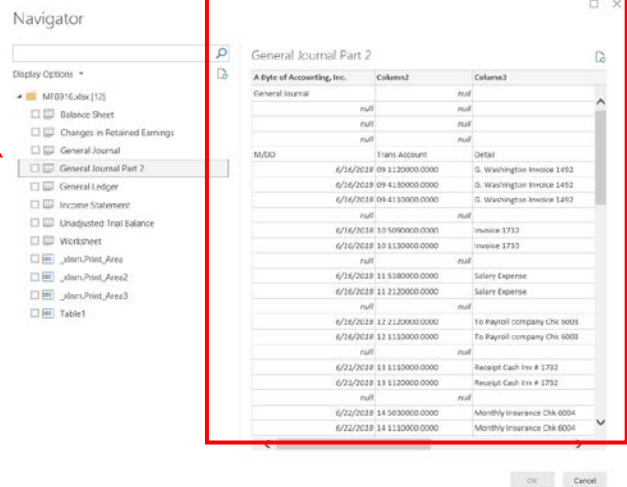 Navigator
Display Options
MF0916.xlsx [12]
Balance Sheet
Changes in Retained Earnings
General Journal
General Journal Part 2
General Ledger
Income Statement
Unadjusted Trial Balance
Worksheet
_xlnm.Print_Area
_xlnm.Print_Area2
_xlnm.Print_Area3
Table1
General Journal Part 2
A Byte of Accounting, Inc. Column2 Column3
General Journal null
null null
null null
null null
M/DD Trans Account Detail
6/16/2018 09 1120000.0000 G. Washington Invoice 1492
6/16/2018 09 4130000.0000 G. Washington Invoice 1492
6/16/2018 09 4110000.0000 G. Washington Invoice 1492
null null
6/16/2018 10 5090000.0000 Invoice 1732
6/16/2018 10 1130000.0000 Invoice 1733
null null
6/16/2018 11 5380000.0000 Salary Expense
6/16/2018 11 2120000.0000 Salary Expense
null null
6/16/2018 12 2120000.0000 To Payroll company Chk 6003
6/16/2018 12 1110000.0000 To Payroll company Chk 6003
null null
6/21/2018 13 1110000.0000 Receipt Cash Inv # 1732
6/21/2018 13 1120000.0000 Receipt Cash Inv # 1732
null null
6/22/2018 14 5030000.0000 Monthly Insurance Chk 6004
6/22/2018 14 1110000.0000 Monthly Insurance Chk 6004
OK Cancel